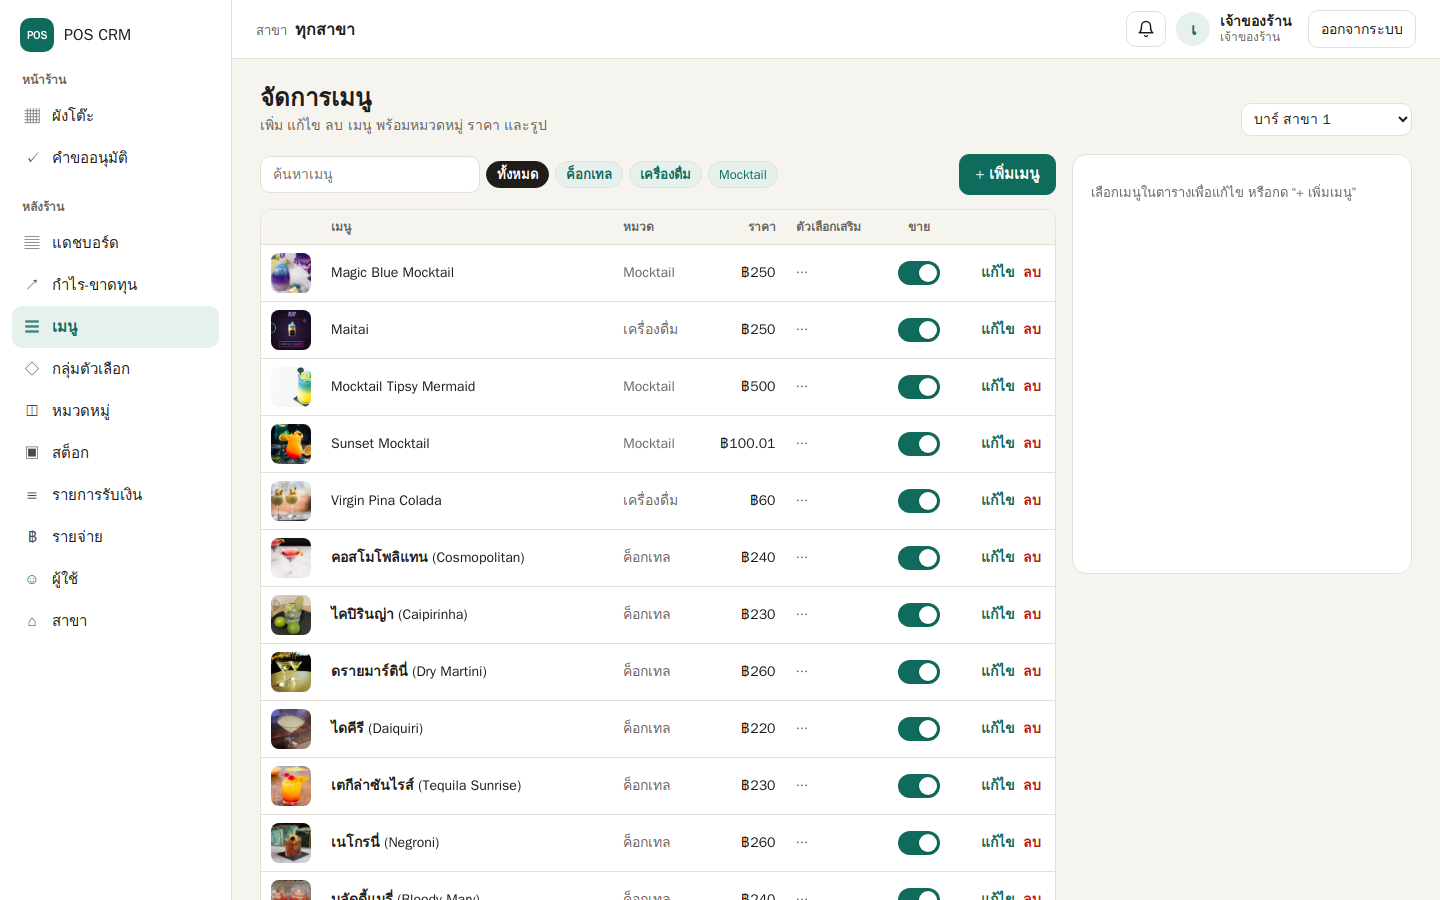 POS POS CRM
หน้าร้าน
ผังโต๊ะ
คำขออนุมัติ
หลังร้าน
แดชบอร์ด
กำไร-ขาดทุน
เมนู
กลุ่มตัวเลือก
หมวดหมู่
สต็อก
รายการรับเงิน
฿ รายจ่าย
ผู้ใช้
สาขา
สาขา ทุกสาขา
เ เจ้าของร้าน
เจ้าของร้าน
ออกจากระบบ
จัดการเมนู
เพิ่ม แก้ไข ลบ เมนู พร้อมหมวดหมู่ ราคา และรูป
บาร์ สาขา 1
ค้นหาเมนู ทั้งหมด ค็อกเทล เครื่องดื่ม Mocktail + เพิ่มเมนู
เมนู หมวด ราคา ตัวเลือกเสริม ขาย
Magic Blue Mocktail Mocktail ฿250 ... แก้ไข ลบ
Maitai เครื่องดื่ม ฿250 ... แก้ไข ลบ
Mocktail Tipsy Mermaid Mocktail ฿500 ... แก้ไข ลบ
Sunset Mocktail Mocktail ฿100.01 ... แก้ไข ลบ
Virgin Pina Colada เครื่องดื่ม ฿60 ... แก้ไข ลบ
คอสโมโพลิแทน (Cosmopolitan) ค็อกเทล ฿240 ... แก้ไข ลบ
ไคปิรินญ่า (Caipirinha) ค็อกเทล ฿230 ... แก้ไข ลบ
ดรายมาร์ตินี่ (Dry Martini) ค็อกเทล ฿260 ... แก้ไข ลบ
ไดคีรี (Daiquiri) ค็อกเทล ฿220 ... แก้ไข ลบ
เตกีล่าซันไรส์ (Tequila Sunrise) ค็อกเทล ฿230 ... แก้ไข ลบ
เนโกรนี่ (Negroni) ค็อกเทล ฿260 ... แก้ไข ลบ
บลัดดี้แมรี่ (Bloody Mary) ค็อกเทล ฿240 ... แก้ไข ลบ
เลือกเมนูในตารางเพื่อแก้ไข หรือกด “+ เพิ่มเมนู”